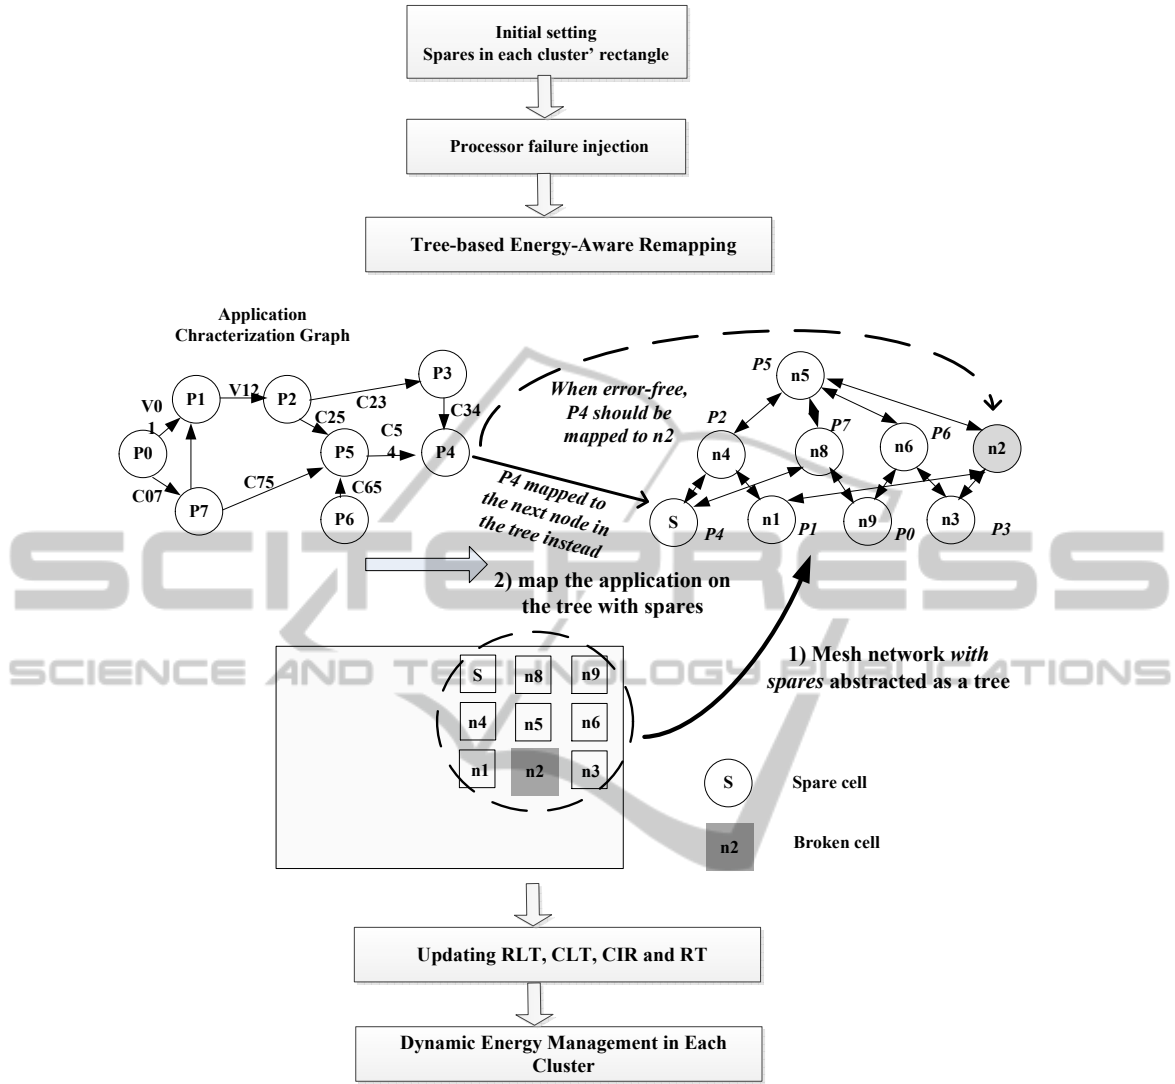 Initial setting
Spares in each cluster’ rectangle
Processor failure injection
Tree-based Energy-Aware Remapping
Application
Chracterization Graph
P0
P1
P2
P3
P4
P5
P6
P7
V0
1
V12
C23
C25
C34
C5
4
C07
C75
C65
When error-free,
P4 should be
mapped to n2
P4 mapped to
the next node in
the tree instead
P5
n5
P2
n4
P7
n8
P6
n6
n2
S
P4
n1
P1
n9
P0
n3
P3
2) map the application on
the tree with spares
1) Mesh network with
spares abstracted as a tree
S n8 n9
n4 n5 n6
n1 n2 n3
S
Spare cell
n2
Broken cell
SCITEPRESS
SCIENCE AND TECHNOLOGY PUBLICATIONS
Updating RLT, CLT, CIR and RT
Dynamic Energy Management in Each
Cluster